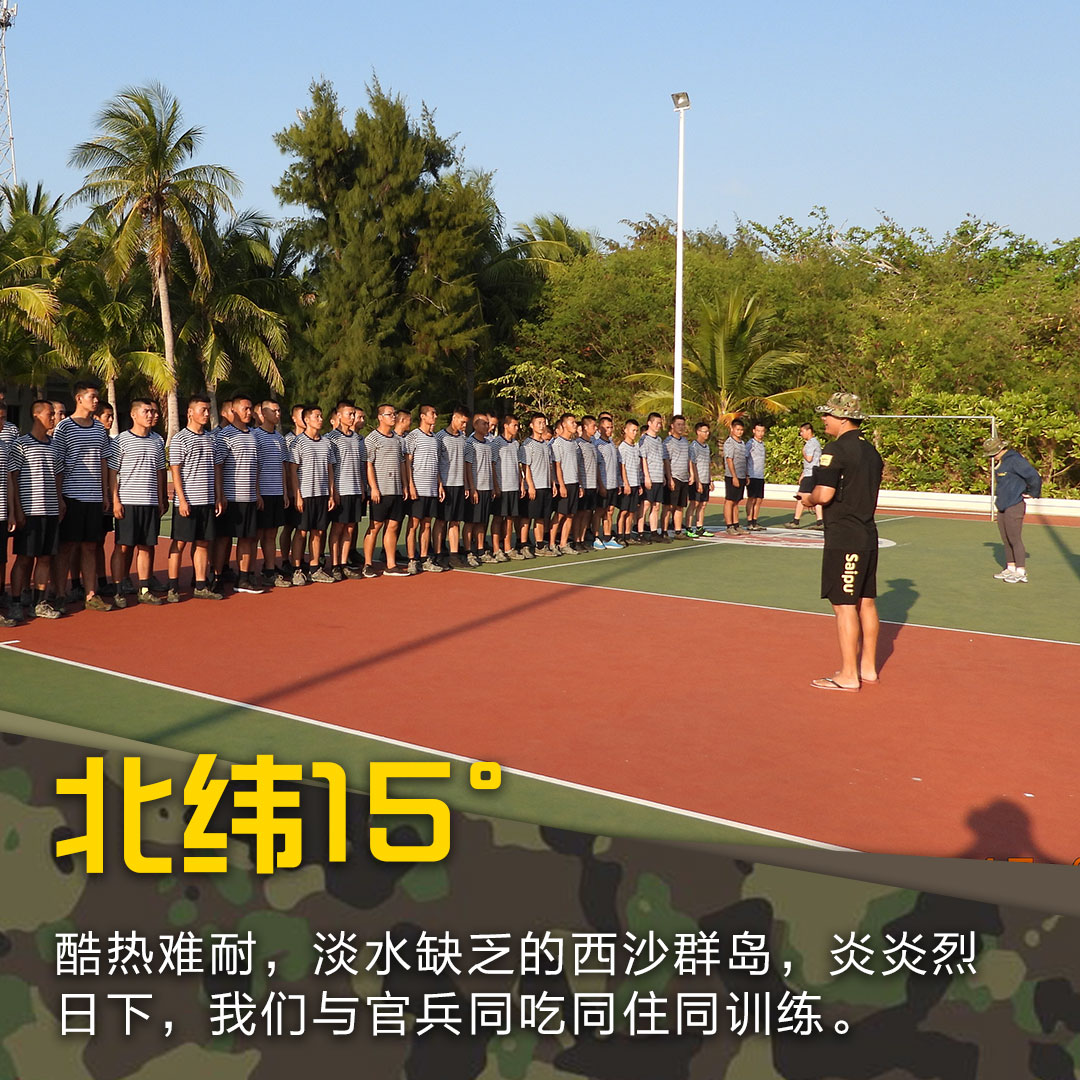 Saipu
北纬15°
酷热难耐，淡水缺乏的西沙群岛，炎炎烈
日下，我们与官兵同吃同住同训练。